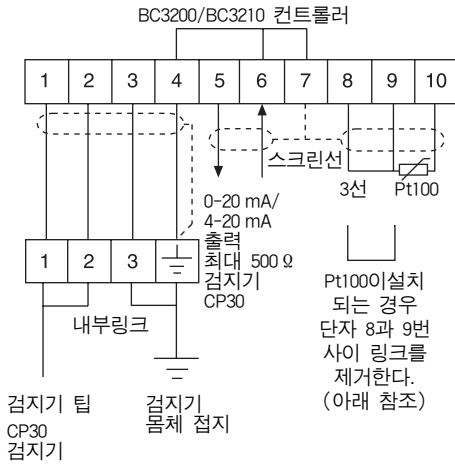 BC3200/BC3210 컨트롤러
1 2 3 4 5 6 7 8 9 10
스크린선
3선 Pt100
0-20 mA/
4-20 mA
출력
최대 500 Ω
검지기
CP30
1 2 3
내부링크
Pt100이설치
되는 경우
단자 8과 9번
사이 링크를
제거한다.
(아래 참조)
검지기 팁
CP30
검지기
검지기
몸체 접지